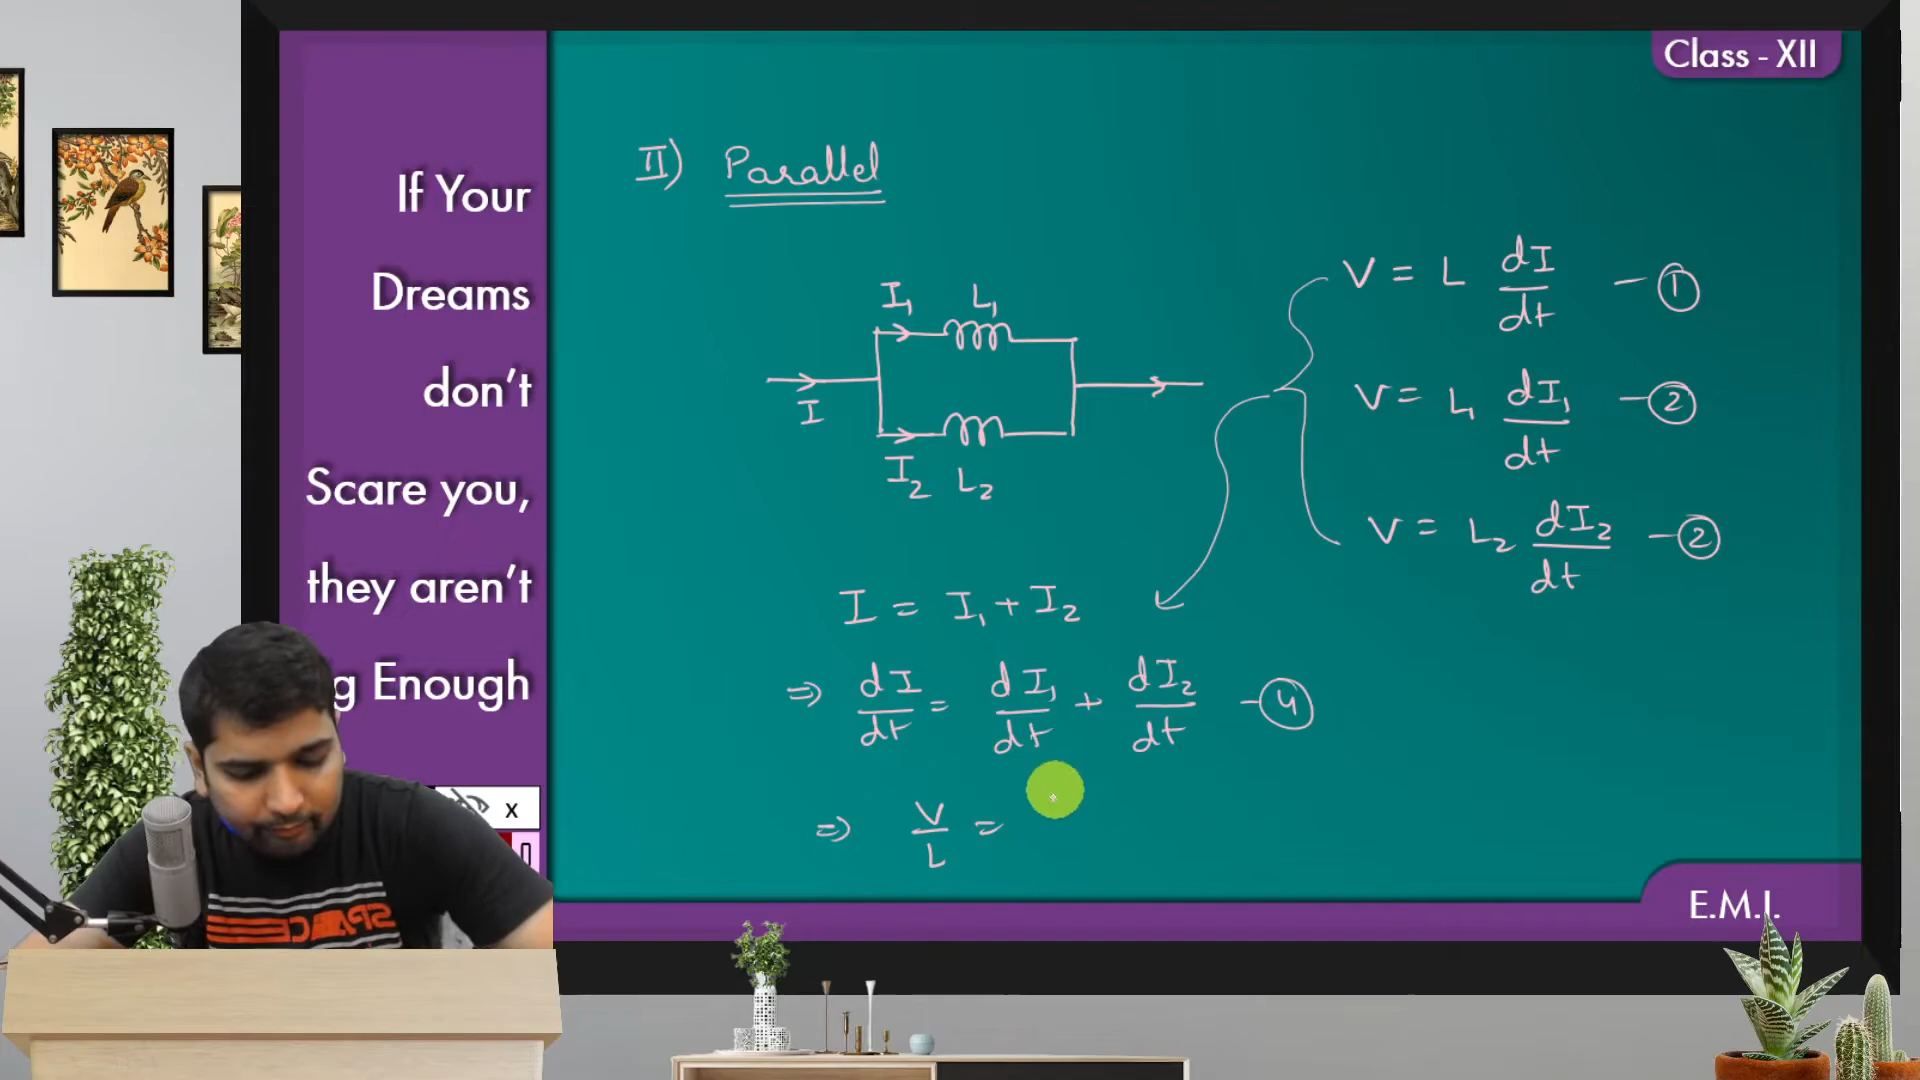 Class - XII
If Your
Dreams
don't
Scare you,
they aren't
g Enough
II) Parallel
I₁ L₁
I
I₂ L₂
V = L dI/dt - ①
V = L₁ dI₁/dt - ②
V = L₂ dI₂/dt - ②
I = I₁ + I₂
⇒ dI/dt = dI₁/dt + dI₂/dt - ④
⇒ V/L =
x
SPACE
E.M.I.